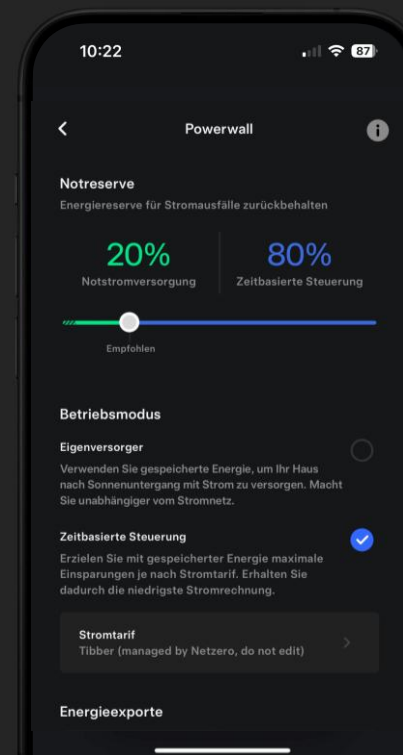 10:22
87
Powerwall
i
Notreserve
Energiereserve für Stromausfälle zurückbehalten
20%
80%
Notstromversorgung
Zeitbasierte Steuerung
Empfohlen
Betriebsmodus
Eigenversorger
Verwenden Sie gespeicherte Energie, um Ihr Haus
nach Sonnenuntergang mit Strom zu versorgen. Macht
Sie unabhängiger vom Stromnetz.
Zeitbasierte Steuerung
Erzielen Sie mit gespeicherter Energie maximale
Einsparungen je nach Stromtarif. Erhalten Sie
dadurch die niedrigste Stromrechnung.
Stromtarif
Tibber (managed by Netzero, do not edit)
Energieexporte